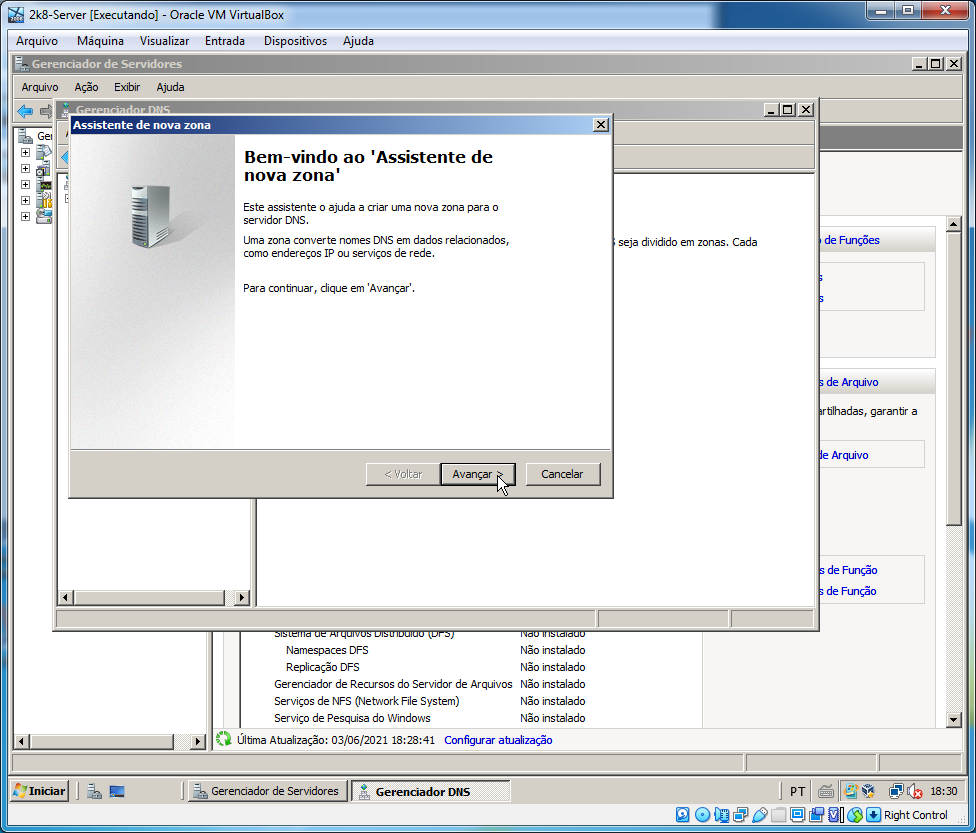 2k8-Server [Executando] - Oracle VM VirtualBox
Arquivo Máquina Visualizar Entrada Dispositivos Ajuda
Gerenciador de Servidores
Arquivo Ação Exibir Ajuda
Gerenciador DNS
Assistente de nova zona
Ger
Bem-vindo ao 'Assistente de
nova zona'
Este assistente o ajuda a criar uma nova zona para o
servidor DNS.
Uma zona converte nomes DNS em dados relacionados,
como endereços IP ou serviços de rede.
Para continuar, clique em 'Avançar'.
seja dividido em zonas. Cada
de Funções
s
s
s de Arquivo
artilhadas, garantir a
de Arquivo
< Voltar Avançar > Cancelar
s de Função
s de Função
Sistema de Arquivos Distribuído (DFS) Não instalado
Namespaces DFS Não instalado
Replicação DFS Não instalado
Gerenciador de Recursos do Servidor de Arquivos Não instalado
Serviços de NFS (Network File System) Não instalado
Serviço de Pesquisa do Windows Não instalado
Última Atualização: 03/06/2021 18:28:41 Configurar atualização
Iniciar Gerenciador de Servidores Gerenciador DNS PT 18:30
Right Control